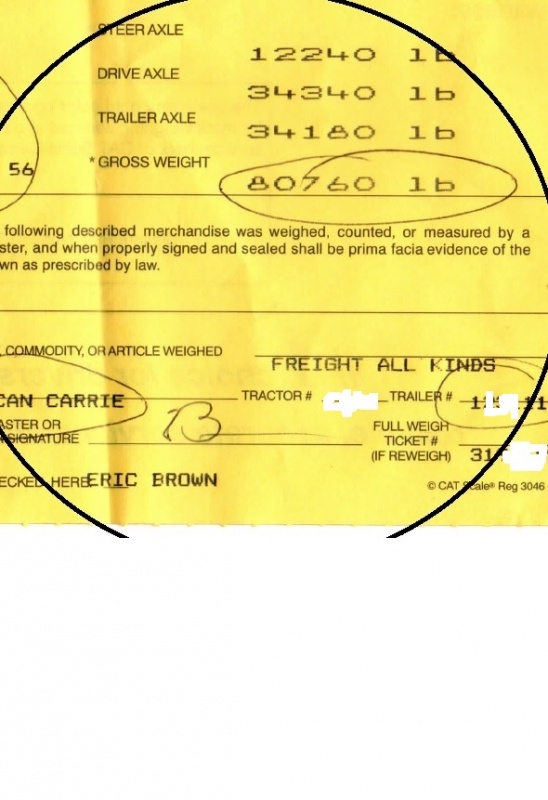 STEER AXLE
12240 lb
DRIVE AXLE
34340 lb
TRAILER AXLE
34180 lb
56
* GROSS WEIGHT
80760 lb
following described merchandise was weighed, counted, or measured by a
ster, and when properly signed and sealed shall be prima facia evidence of the
wn as prescribed by law.
, COMMODITY, OR ARTICLE WEIGHED
FREIGHT ALL KINDS
CAN CARRIE
TRACTOR #
TRAILER #
ASTER OR
SIGNATURE
B
FULL WEIGH
TICKET #
(IF REWEIGH)
31
ECKED, HERE
ERIC BROWN
© CAT Scale® Reg 3046